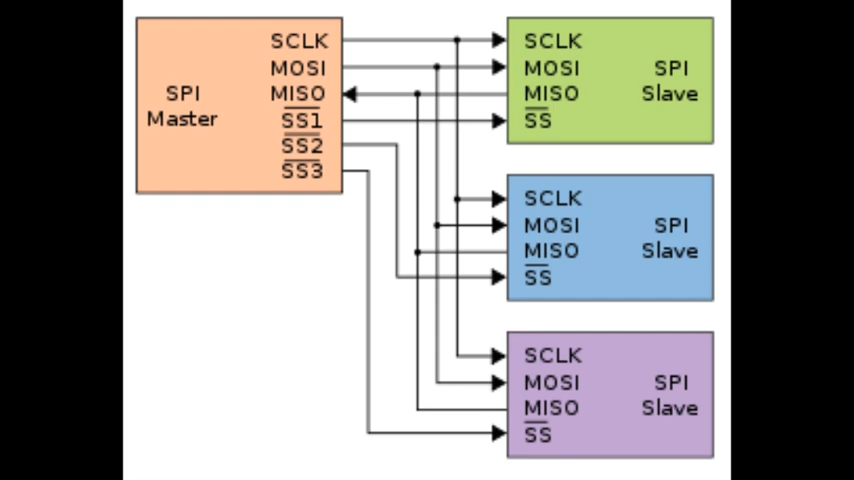 SCLK
MOSI
MISO
SS1
SS2
SS3
SPI
Master
SCLK
MOSI
MISO
SS
SPI
Slave
SCLK
MOSI
MISO
SS
SPI
Slave
SCLK
MOSI
MISO
SS
SPI
Slave